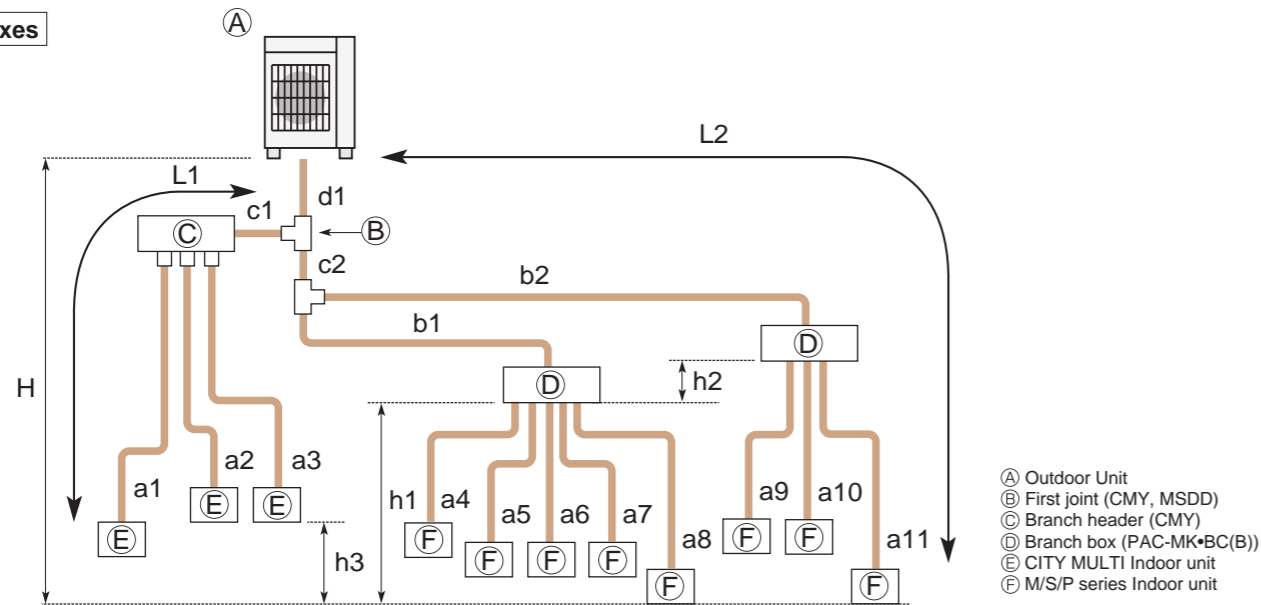 xes
Ⓐ
L2
L1
d1
c1
Ⓒ
Ⓑ
c2
b2
b1
Ⓓ
H
Ⓓ
h2
a1
a2
a3
h1
a4
a5
a6
a7
a8
a9
a10
a11
Ⓔ
Ⓔ
Ⓔ
h3
Ⓕ
Ⓕ
Ⓕ
Ⓕ
Ⓕ
Ⓕ
Ⓕ
Ⓕ
Ⓐ Outdoor Unit
Ⓑ First joint (CMY, MSDD)
Ⓒ Branch header (CMY)
Ⓓ Branch box (PAC-MK•BC(B))
Ⓔ CITY MULTI Indoor unit
Ⓕ M/S/P series Indoor unit